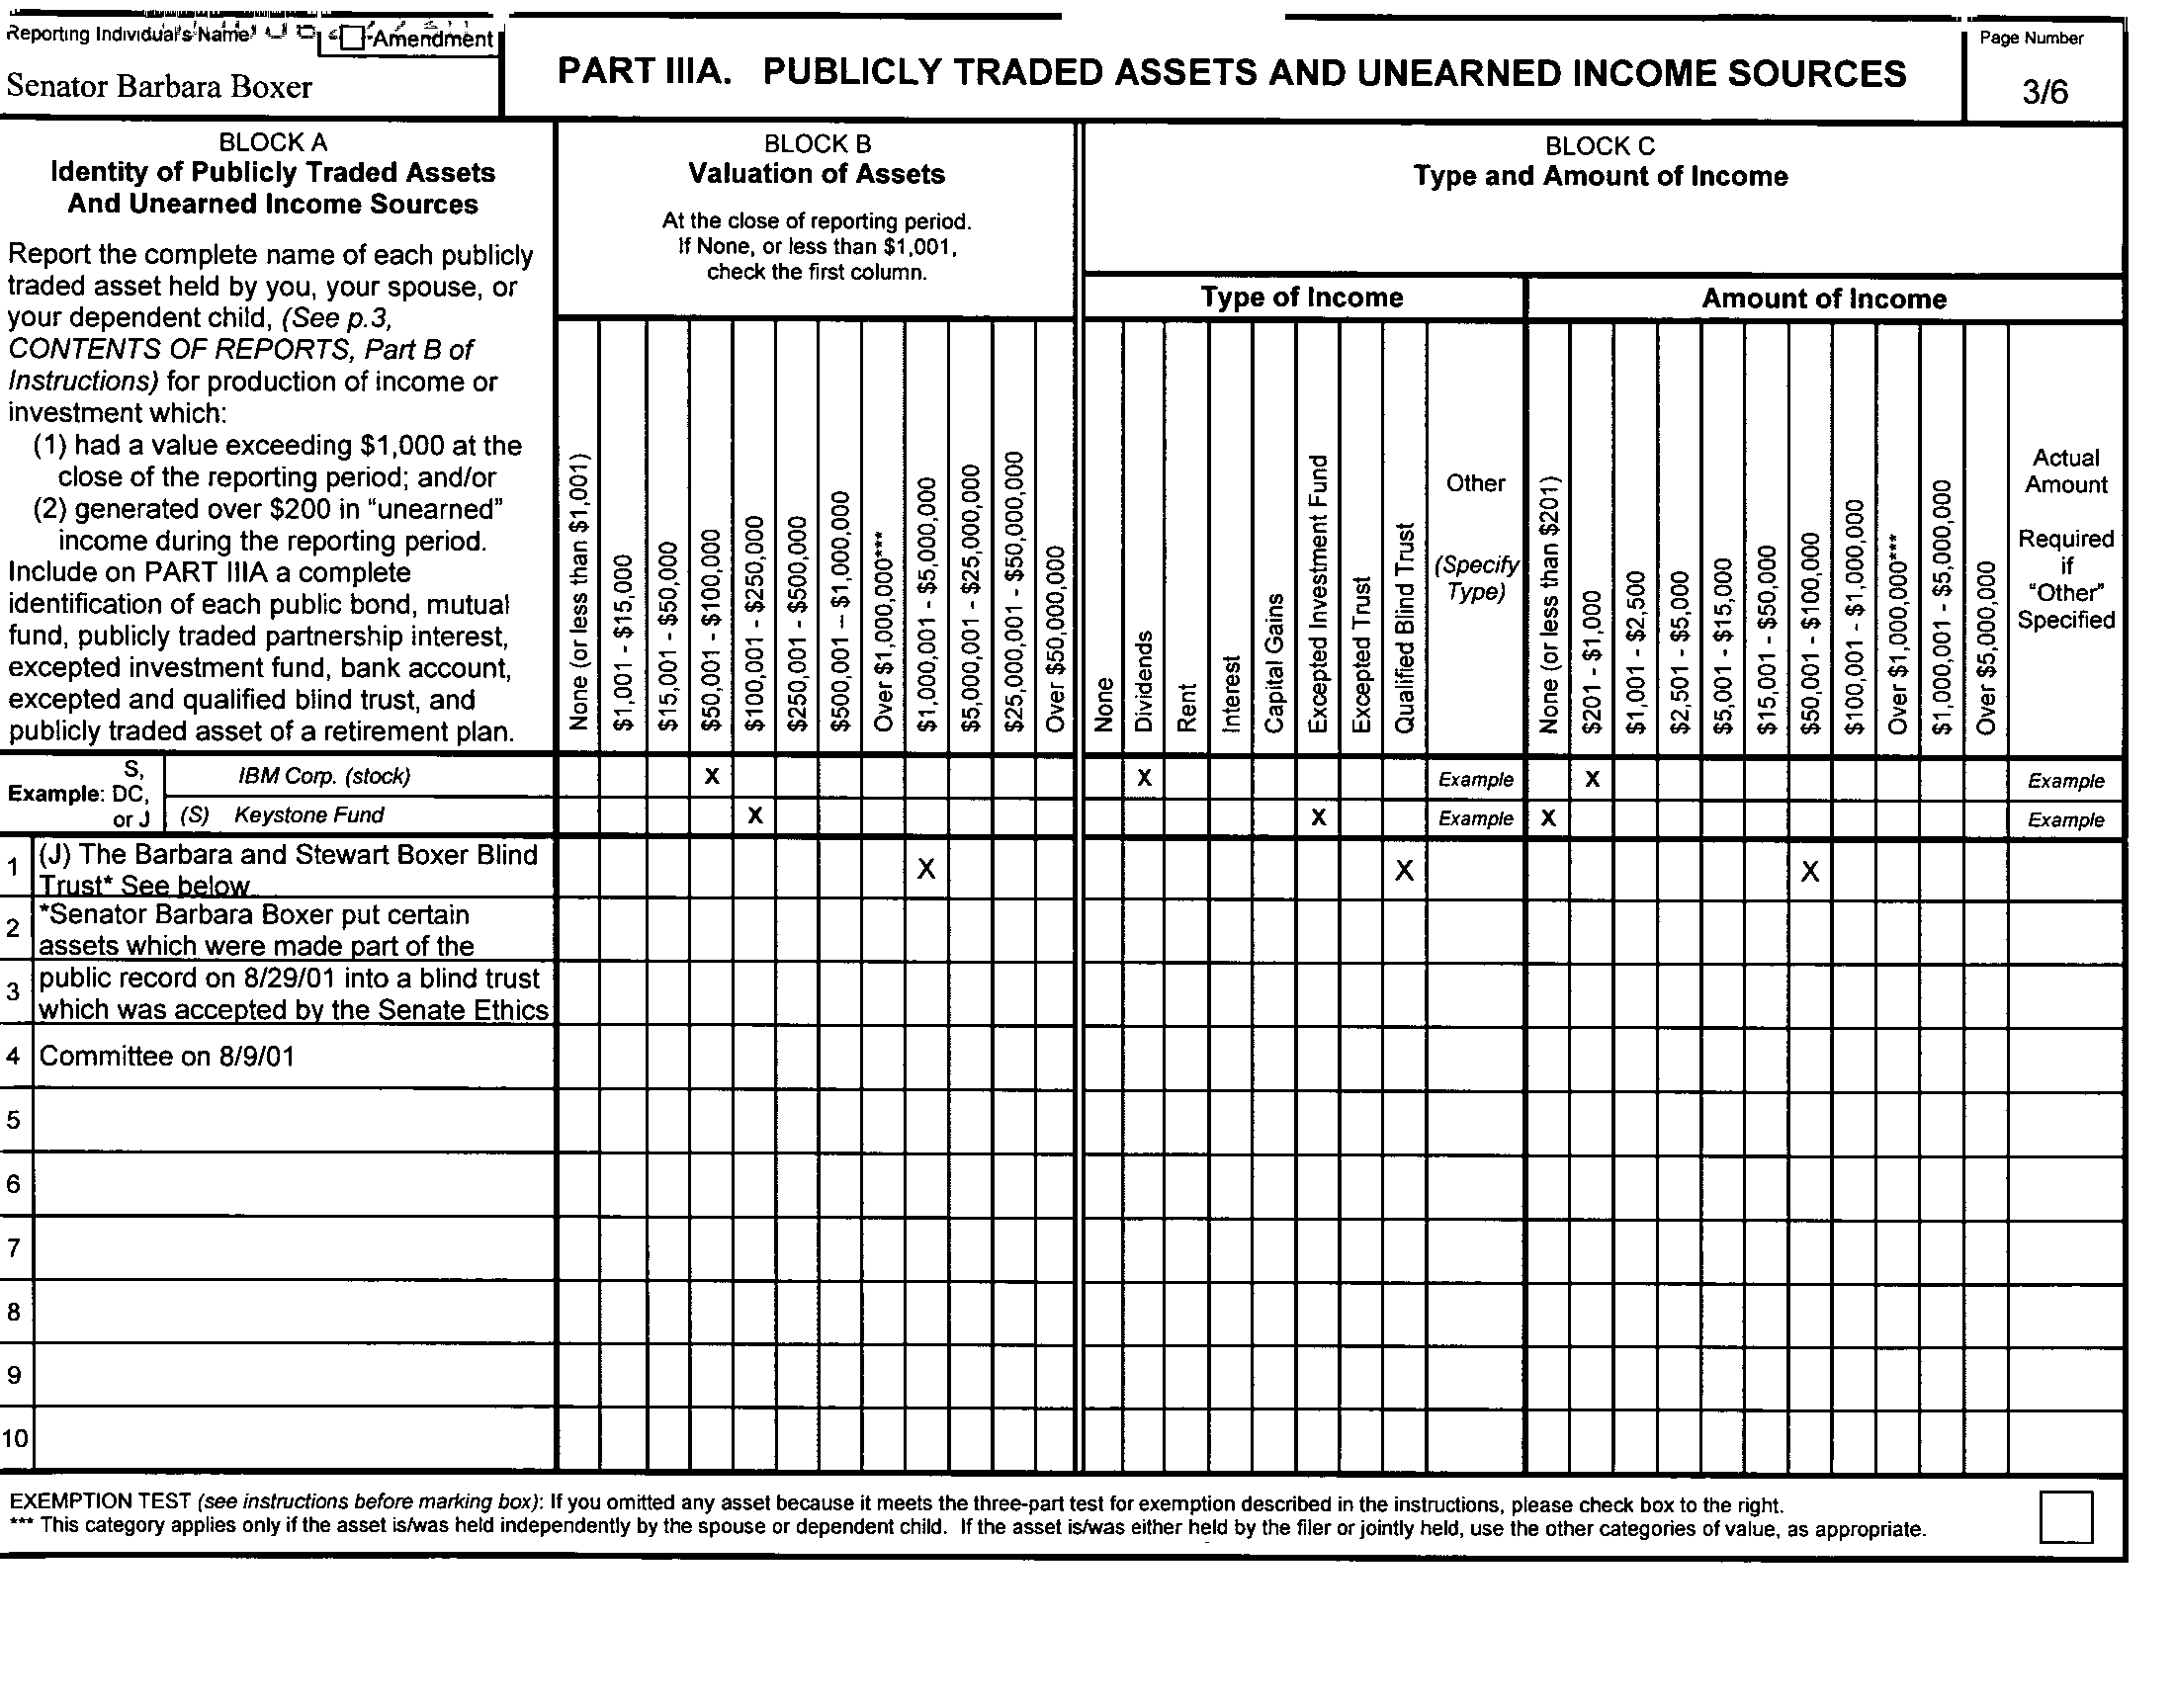 Reporting Individual's Name
Amendment
Senator Barbara Boxer
PART IIIA. PUBLICLY TRADED ASSETS AND UNEARNED INCOME SOURCES
Page Number
3/6
BLOCK A
Identity of Publicly Traded Assets
And Unearned Income Sources
Report the complete name of each publicly
traded asset held by you, your spouse, or
your dependent child, (See p.3,
CONTENTS OF REPORTS, Part B of
Instructions) for production of income or
investment which:
(1) had a value exceeding $1,000 at the
close of the reporting period; and/or
(2) generated over $200 in “unearned”
income during the reporting period.
Include on PART IIIA a complete
identification of each public bond, mutual
fund, publicly traded partnership interest,
excepted investment fund, bank account,
excepted and qualified blind trust, and
publicly traded asset of a retirement plan.
BLOCK B
Valuation of Assets
At the close of reporting period.
If None, or less than $1,001,
check the first column.
None (or less than $1,001)
$1,001 - $15,000
$15,001 - $50,000
$50,001 - $100,000
$100,001 - $250,000
$250,001 - $500,000
$500,001 – $1,000,000
Over $1,000,000***
$1,000,001 - $5,000,000
$5,000,001 - $25,000,000
$25,000,001 - $50,000,000
Over $50,000,000
BLOCK C
Type and Amount of Income
Type of Income
None
Dividends
Rent
Interest
Capital Gains
Excepted Investment Fund
Excepted Trust
Qualified Blind Trust
Other
(Specify
Type)
Amount of Income
None (or less than $201)
$201 - $1,000
$1,001 - $2,500
$2,501 - $5,000
$5,001 - $15,000
$15,001 - $50,000
$50,001 - $100,000
$100,001 - $1,000,000
Over $1,000,000***
$1,000,001 - $5,000,000
Over $5,000,000
Actual
Amount
Required
if
"Other"
Specified
Example: S, DC, or J
IBM Corp. (stock) X X Example X Example
(S) Keystone Fund X X Example X Example
1 (J) The Barbara and Stewart Boxer Blind
Trust* See below X X X
2 *Senator Barbara Boxer put certain
assets which were made part of the
3 public record on 8/29/01 into a blind trust
which was accepted by the Senate Ethics
4 Committee on 8/9/01
5
6
7
8
9
10
EXEMPTION TEST (see instructions before marking box): If you omitted any asset because it meets the three-part test for exemption described in the instructions, please check box to the right.
*** This category applies only if the asset is/was held independently by the spouse or dependent child. If the asset is/was either held by the filer or jointly held, use the other categories of value, as appropriate.